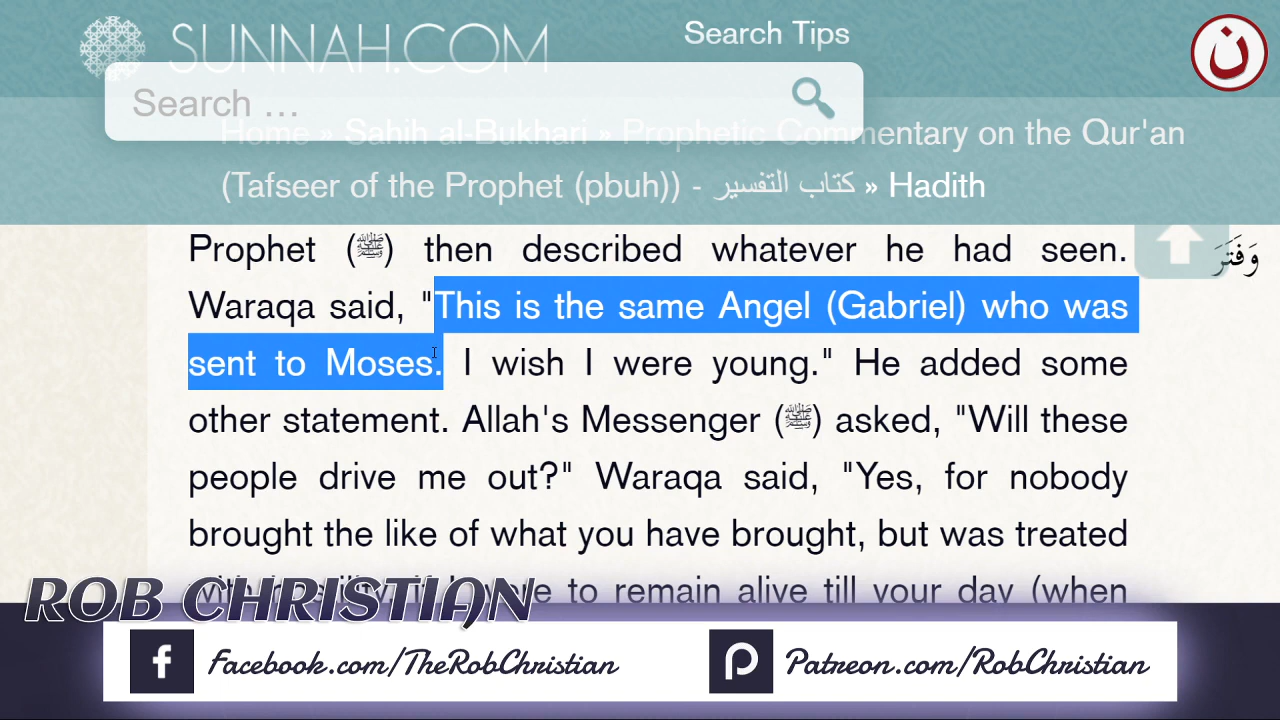 SUNNAH.COM
Search Tips
ن
Search ...
Home » Sahih al-Bukhari » Prophetic Commentary on the Qur'an
(Tafseer of the Prophet (pbuh)) - كتاب التفسير » Hadith
Prophet (ﷺ) then described whatever he had seen.
وَفَتَرَ
Waraqa said, "This is the same Angel (Gabriel) who was
sent to Moses. I wish I were young." He added some
other statement. Allah's Messenger (ﷺ) asked, "Will these
people drive me out?" Waraqa said, "Yes, for nobody
brought the like of what you have brought, but was treated
to remain alive till your day (when
ROB CHRISTIAN
Facebook.com/TheRobChristian
Patreon.com/RobChristian